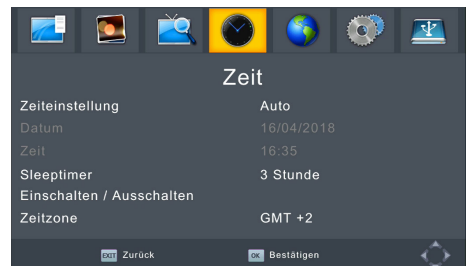 Zeit
Zeiteinstellung Auto
Datum 16/04/2018
Zeit 16:35
Sleeptimer 3 Stunde
Einschalten / Ausschalten
Zeitzone GMT +2
EXIT Zurück OK Bestätigen